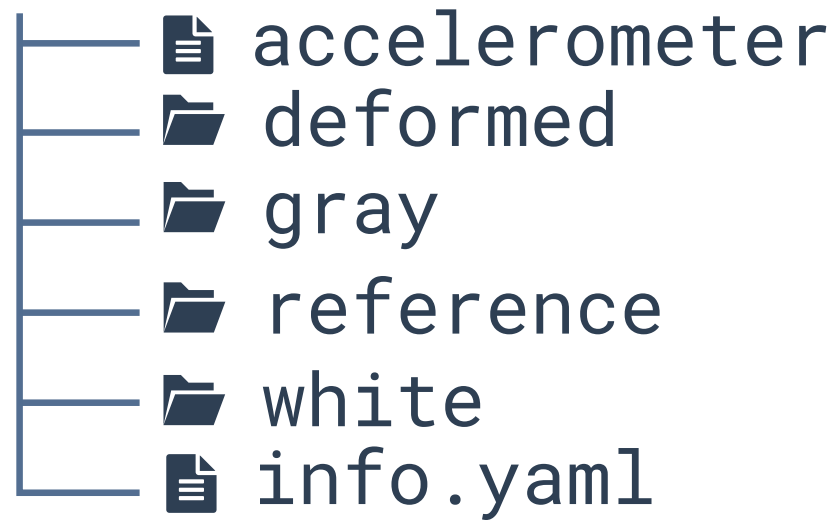 accelerometer
deformed
gray
reference
white
info.yaml